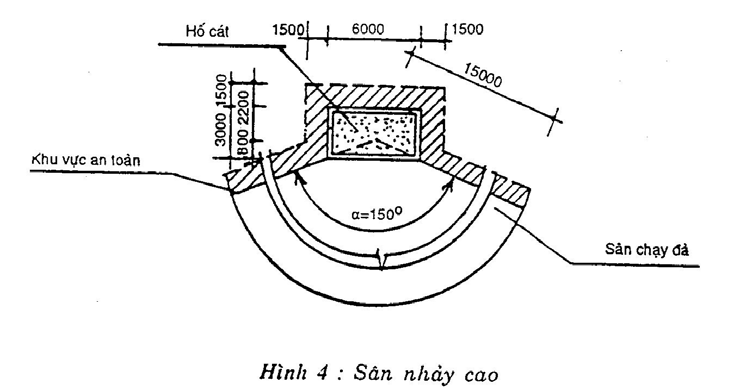 Hố cát
1500 6000 1500
15000
3000 1500
800 2200
Khu vực an toàn
α=150°
Sân chạy đà
Hình 4 : Sân nhảy cao